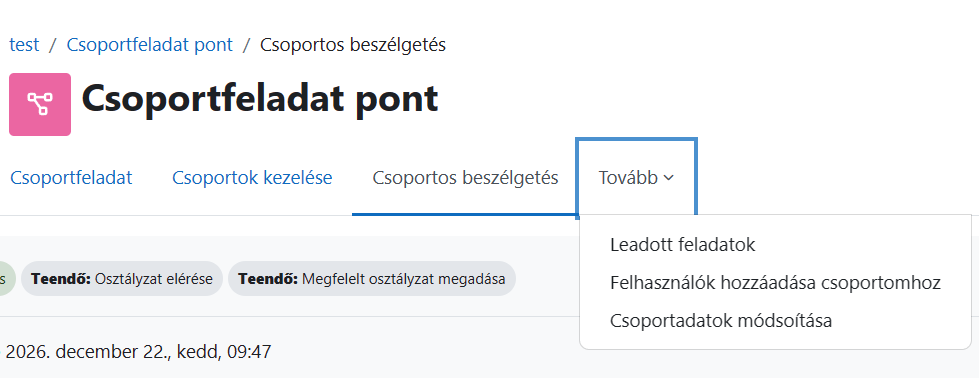 test / Csoportfeladat pont / Csoportos beszélgetés
Csoportfeladat pont
Csoportfeladat Csoportok kezelése Csoportos beszélgetés Tovább
Leadott feladatok
Felhasználók hozzáadása csoportomhoz
Csoportadatok módsoítása
s Teendő: Osztályzat elérése Teendő: Megfelelt osztályzat megadása
2026. december 22., kedd, 09:47